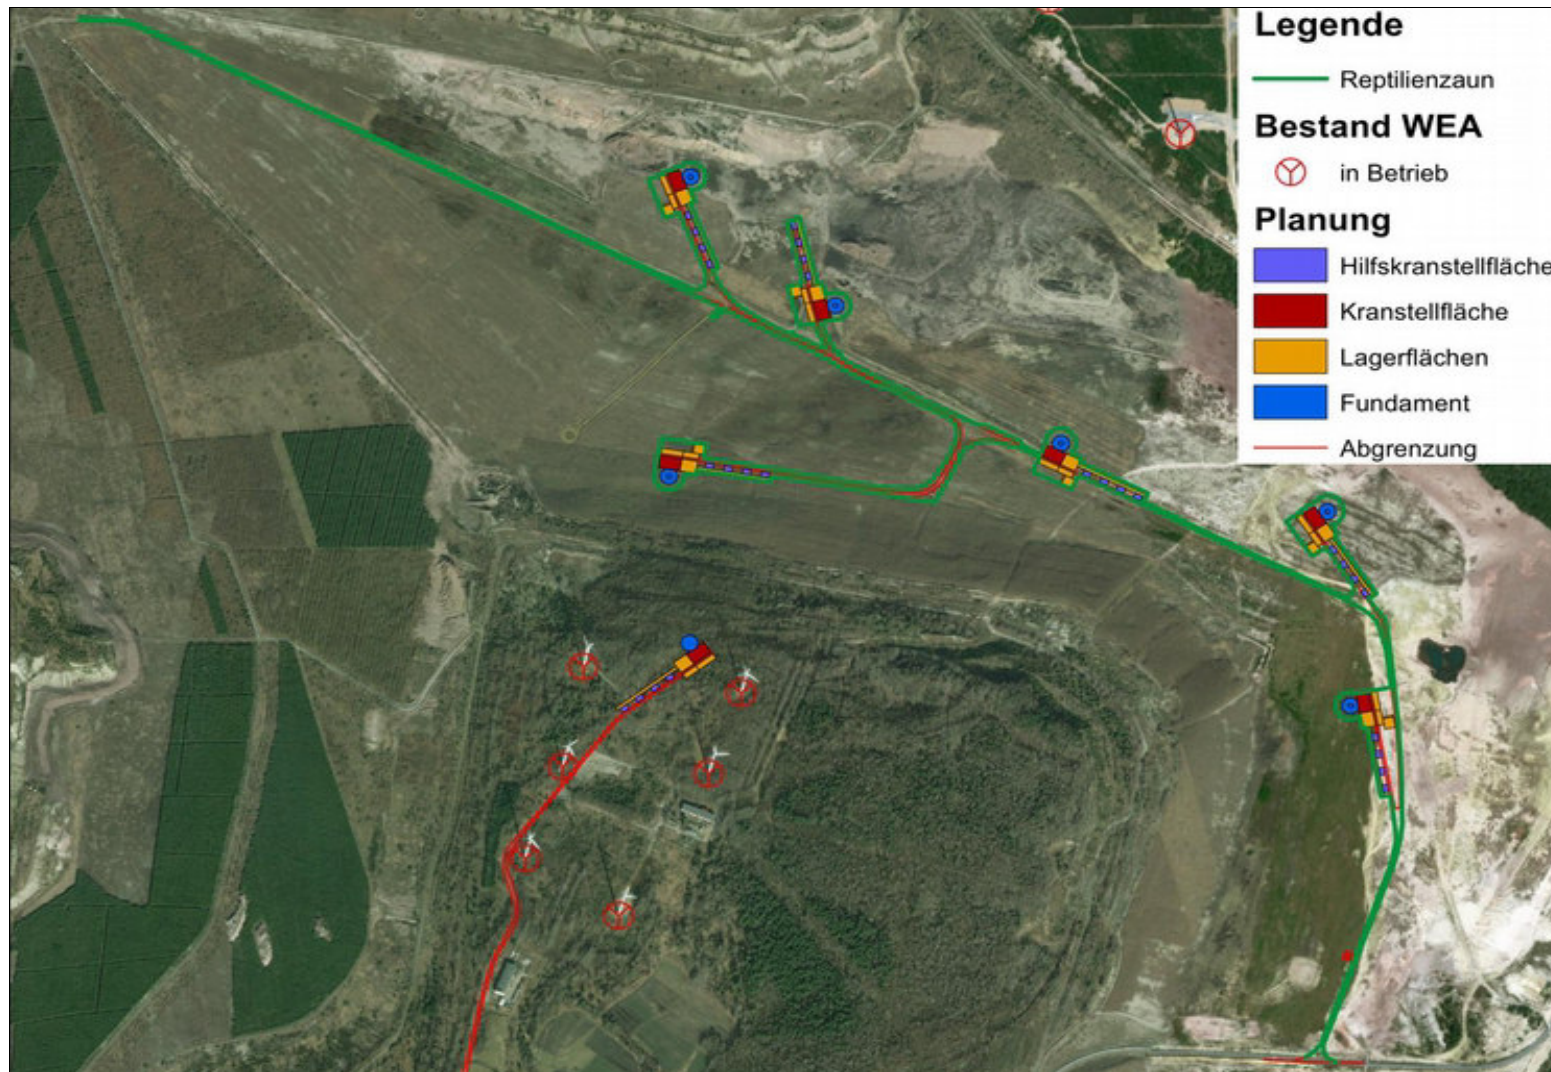 Legende
Reptilienzaun
Bestand WEA
in Betrieb
Planung
Hilfskranstellfläche
Kranstellfläche
Lagerflächen
Fundament
Abgrenzung